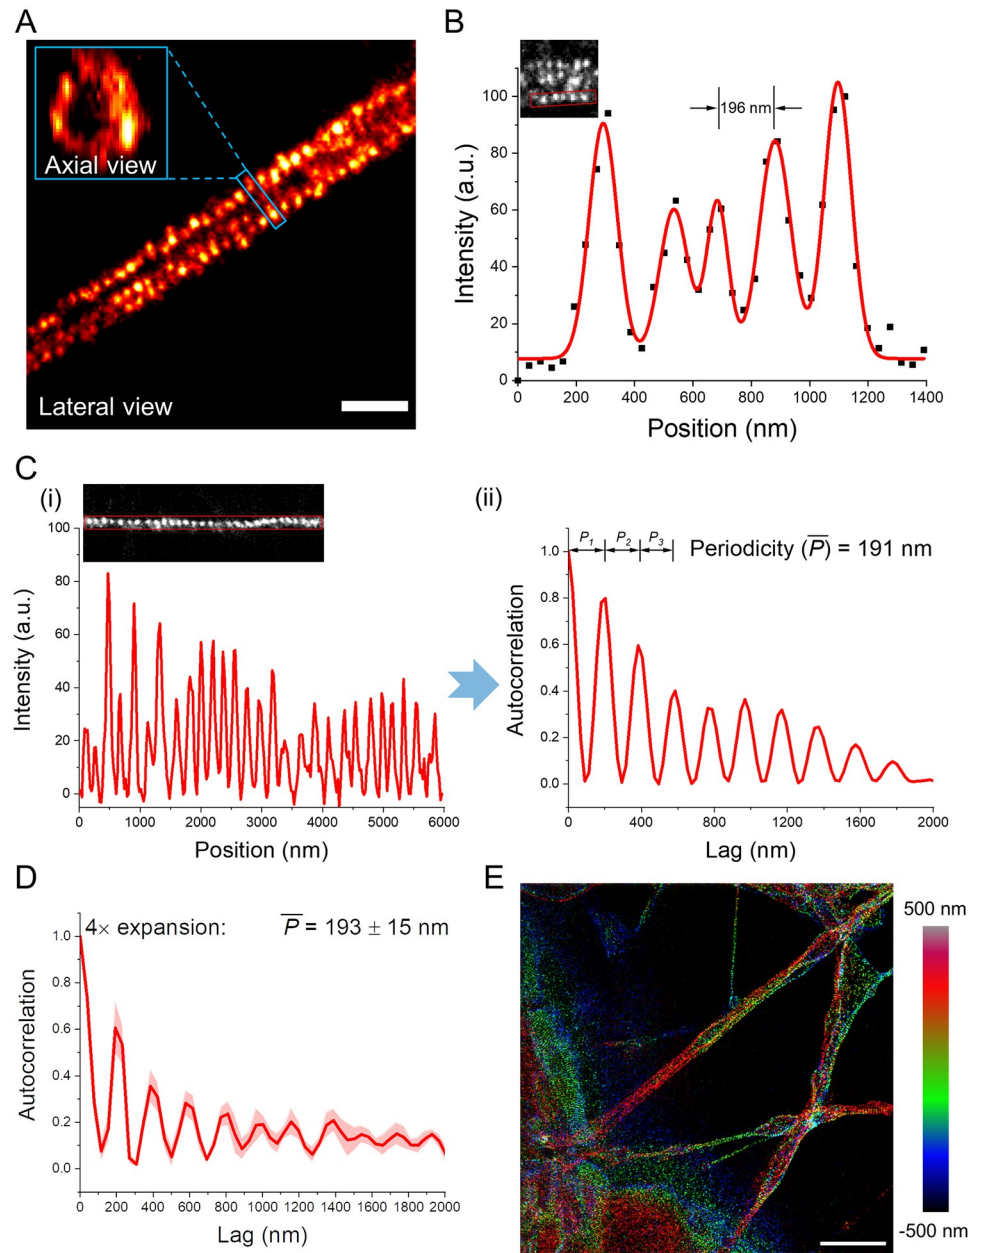 A
Axial view
Lateral view
B
196 nm
100
80
60
40
20
0
Intensity (a.u.)
0 200 400 600 800 1000 1200 1400
Position (nm)
C
(i)
100
80
60
40
20
0
Intensity (a.u.)
0 1000 2000 3000 4000 5000 6000
Position (nm)
(ii)
P1 P2 P3
Periodicity (P̅) = 191 nm
1.0
0.8
0.6
0.4
0.2
0.0
Autocorrelation
0 400 800 1200 1600 2000
Lag (nm)
D
4× expansion: P̅ = 193 ± 15 nm
1.0
0.8
0.6
0.4
0.2
0.0
Autocorrelation
0 200 400 600 800 1000 1200 1400 1600 1800 2000
Lag (nm)
E
500 nm
-500 nm